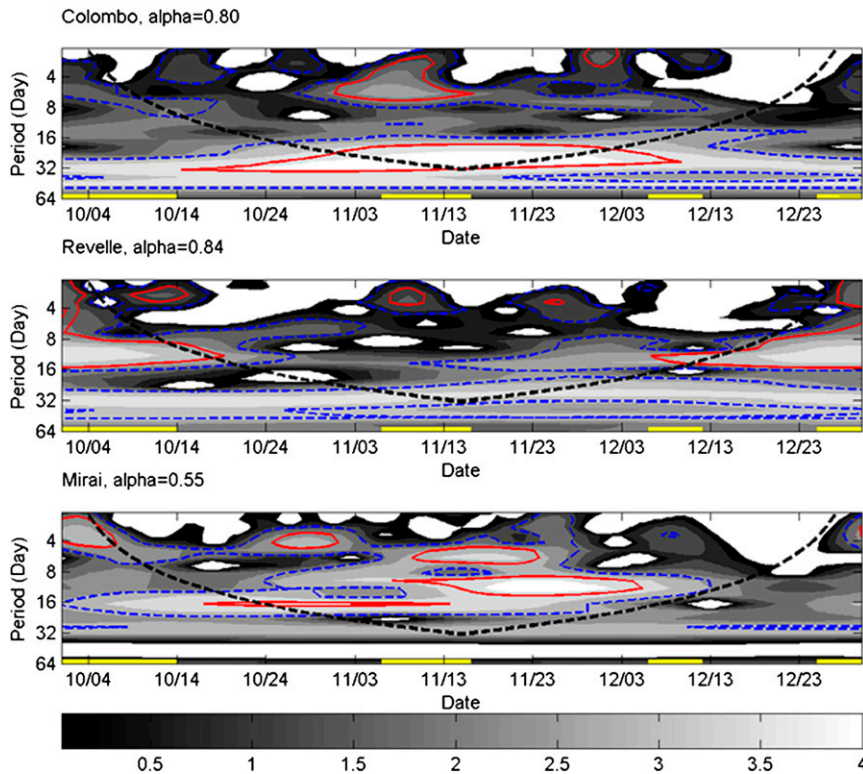 Colombo, alpha=0.80
Period (Day)
4
8
16
32
64
10/04 10/14 10/24 11/03 11/13 11/23 12/03 12/13 12/23
Date
Revelle, alpha=0.84
Period (Day)
4
8
16
32
64
10/04 10/14 10/24 11/03 11/13 11/23 12/03 12/13 12/23
Date
Mirai, alpha=0.55
Period (Day)
4
8
16
32
64
10/04 10/14 10/24 11/03 11/13 11/23 12/03 12/13 12/23
Date
0.5 1 1.5 2 2.5 3 3.5 4